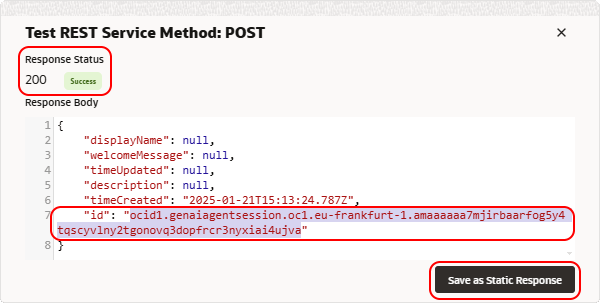 Test REST Service Method: POST
Response Status
200 Success
Response Body
1 {
2 "displayName": null,
3 "welcomeMessage": null,
4 "timeUpdated": null,
5 "description": null,
6 "timeCreated": "2025-01-21T15:13:24.787Z",
7 "id": "ocid1.genaiagentsession.oc1.eu-frankfurt-1.amaaaaaa7mjirbaarfog5y4
tqscyvlny2tgonovq3dopfrcr3nyxiai4ujva"
8 }
Save as Static Response